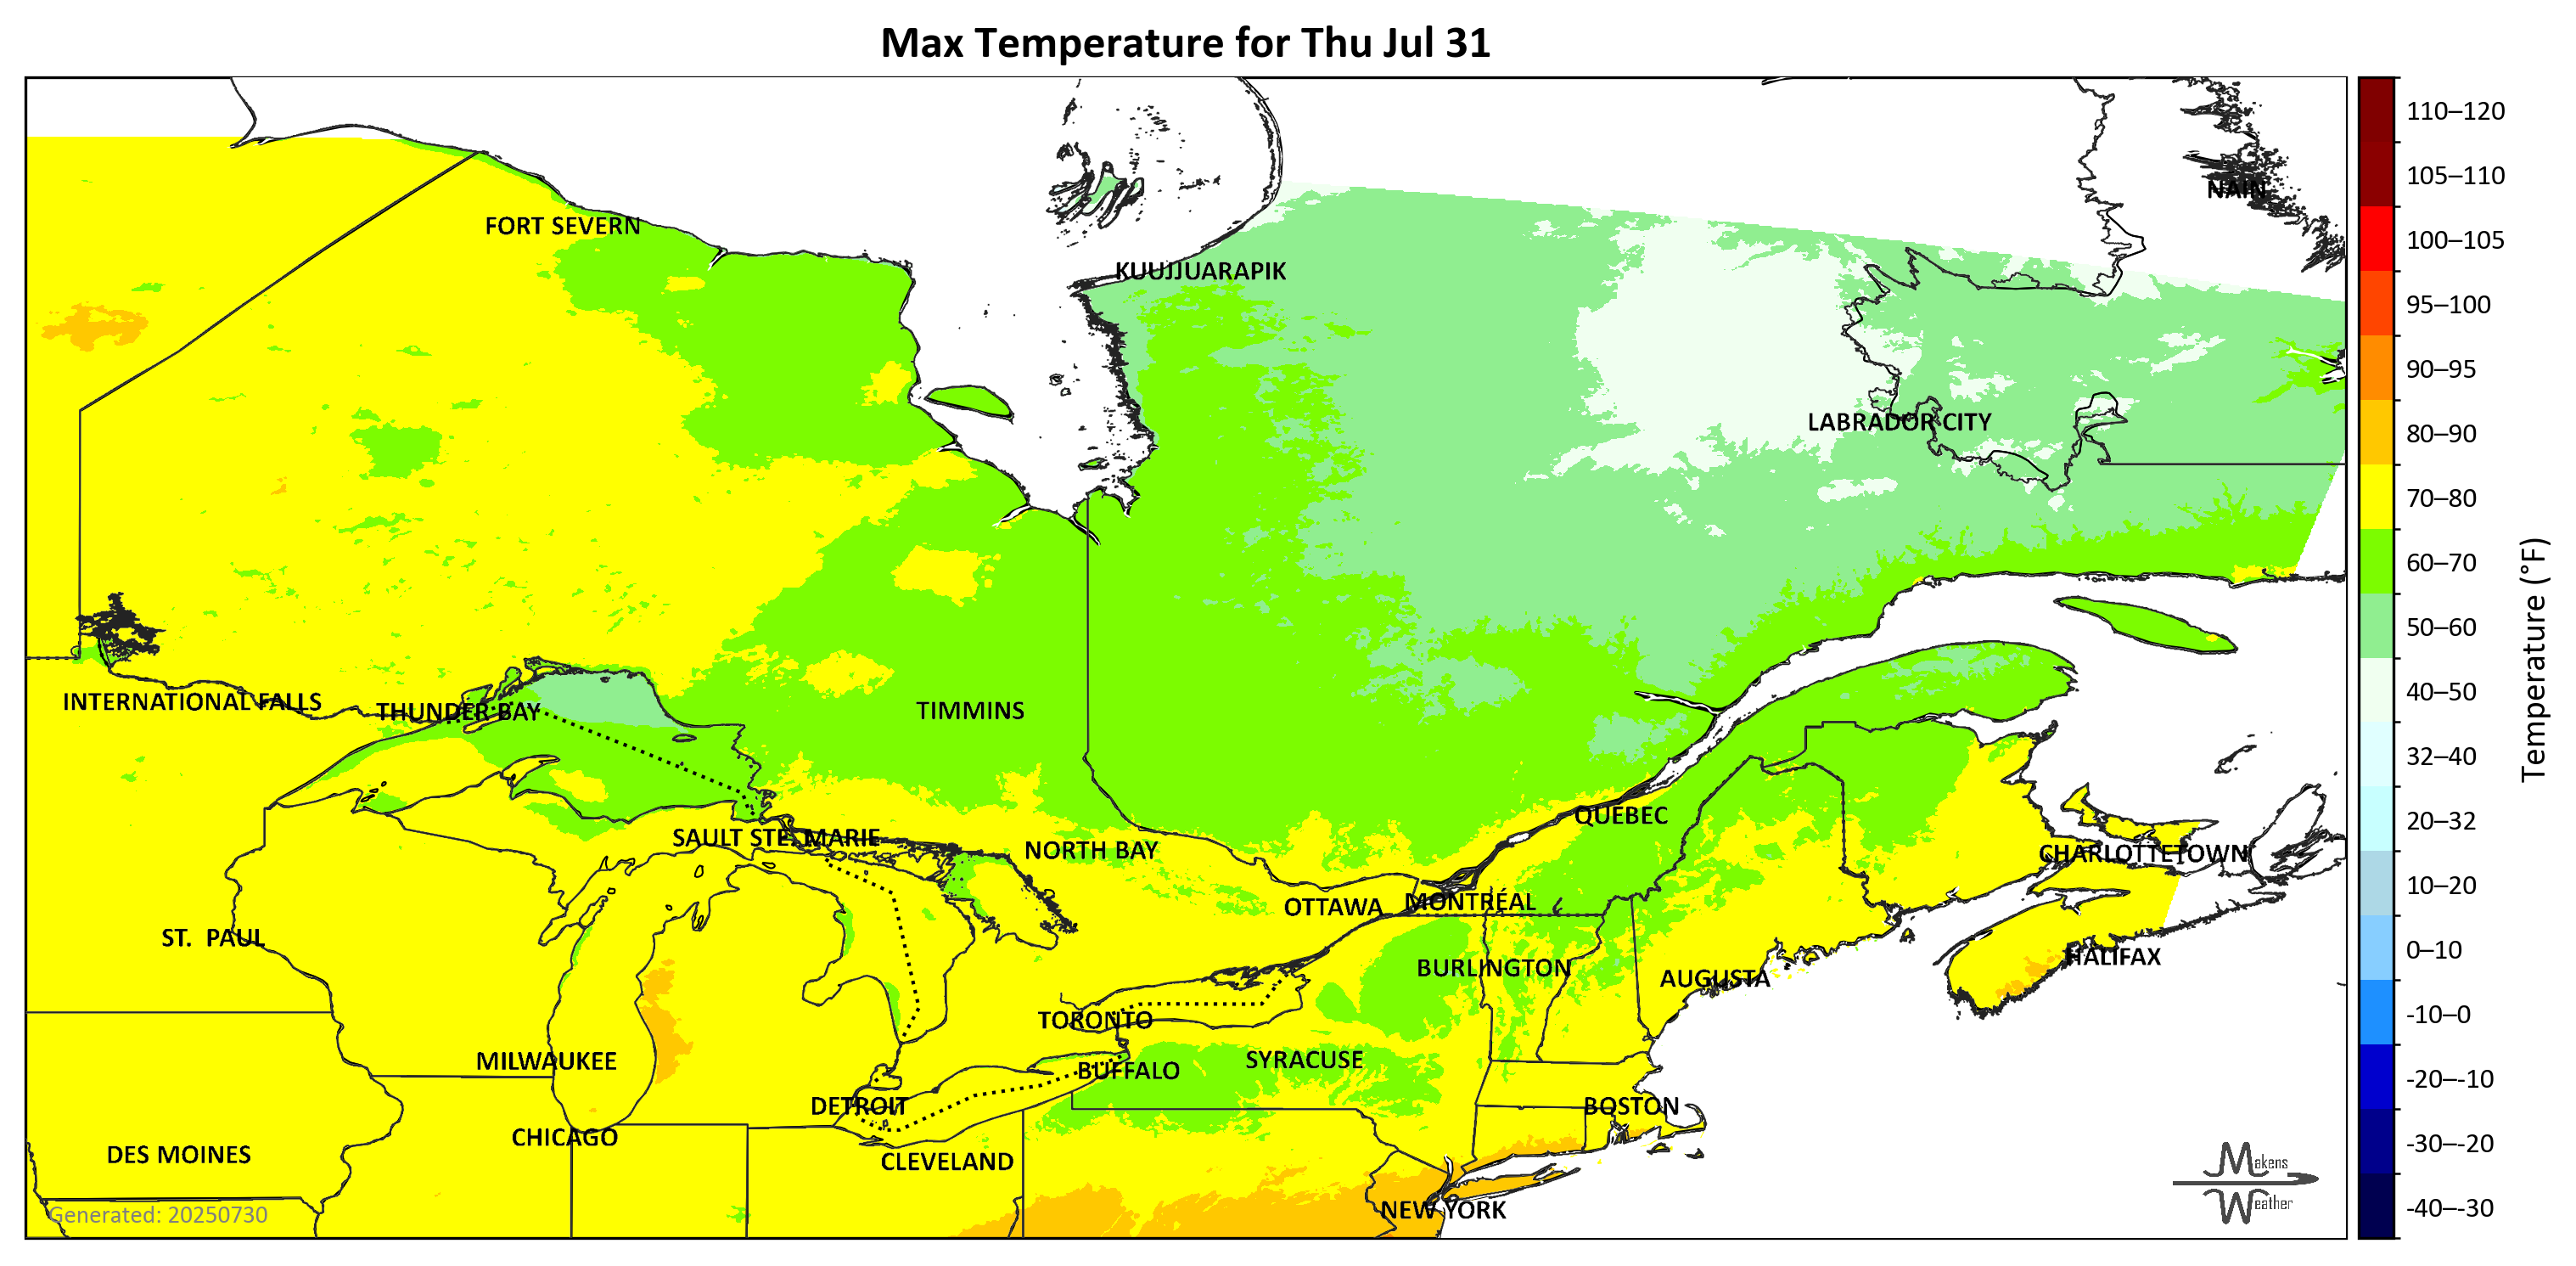 Max Temperature for Thu Jul 31
110–120
105–110
NAIN
FORT SEVERN
100–105
KUUJJUARAPIK
95–100
90–95
LABRADOR CITY
80–90
70–80
60–70
50–60
Temperature (°F)
40–50
INTERNATIONAL FALLS
THUNDER BAY
TIMMINS
32–40
20–32
QUEBEC
SAULT STE. MARIE
NORTH BAY
CHARLOTTETOWN
10–20
OTTAWA
MONTRÉAL
ST. PAUL
0–10
HALIFAX
BURLINGTON
AUGUSTA
-10–0
TORONTO
MILWAUKEE
SYRACUSE
BUFFALO
-20–-10
DETROIT
BOSTON
CHICAGO
-30–-20
DES MOINES
CLEVELAND
Makens
Weather
-40–-30
NEW YORK
Generated: 20250730